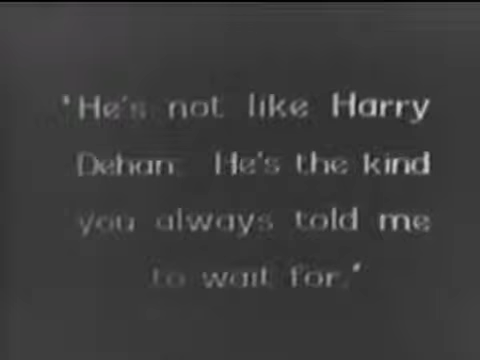 "He's not like Harry
Dehan. He's the kind
you always told me
to wait for."